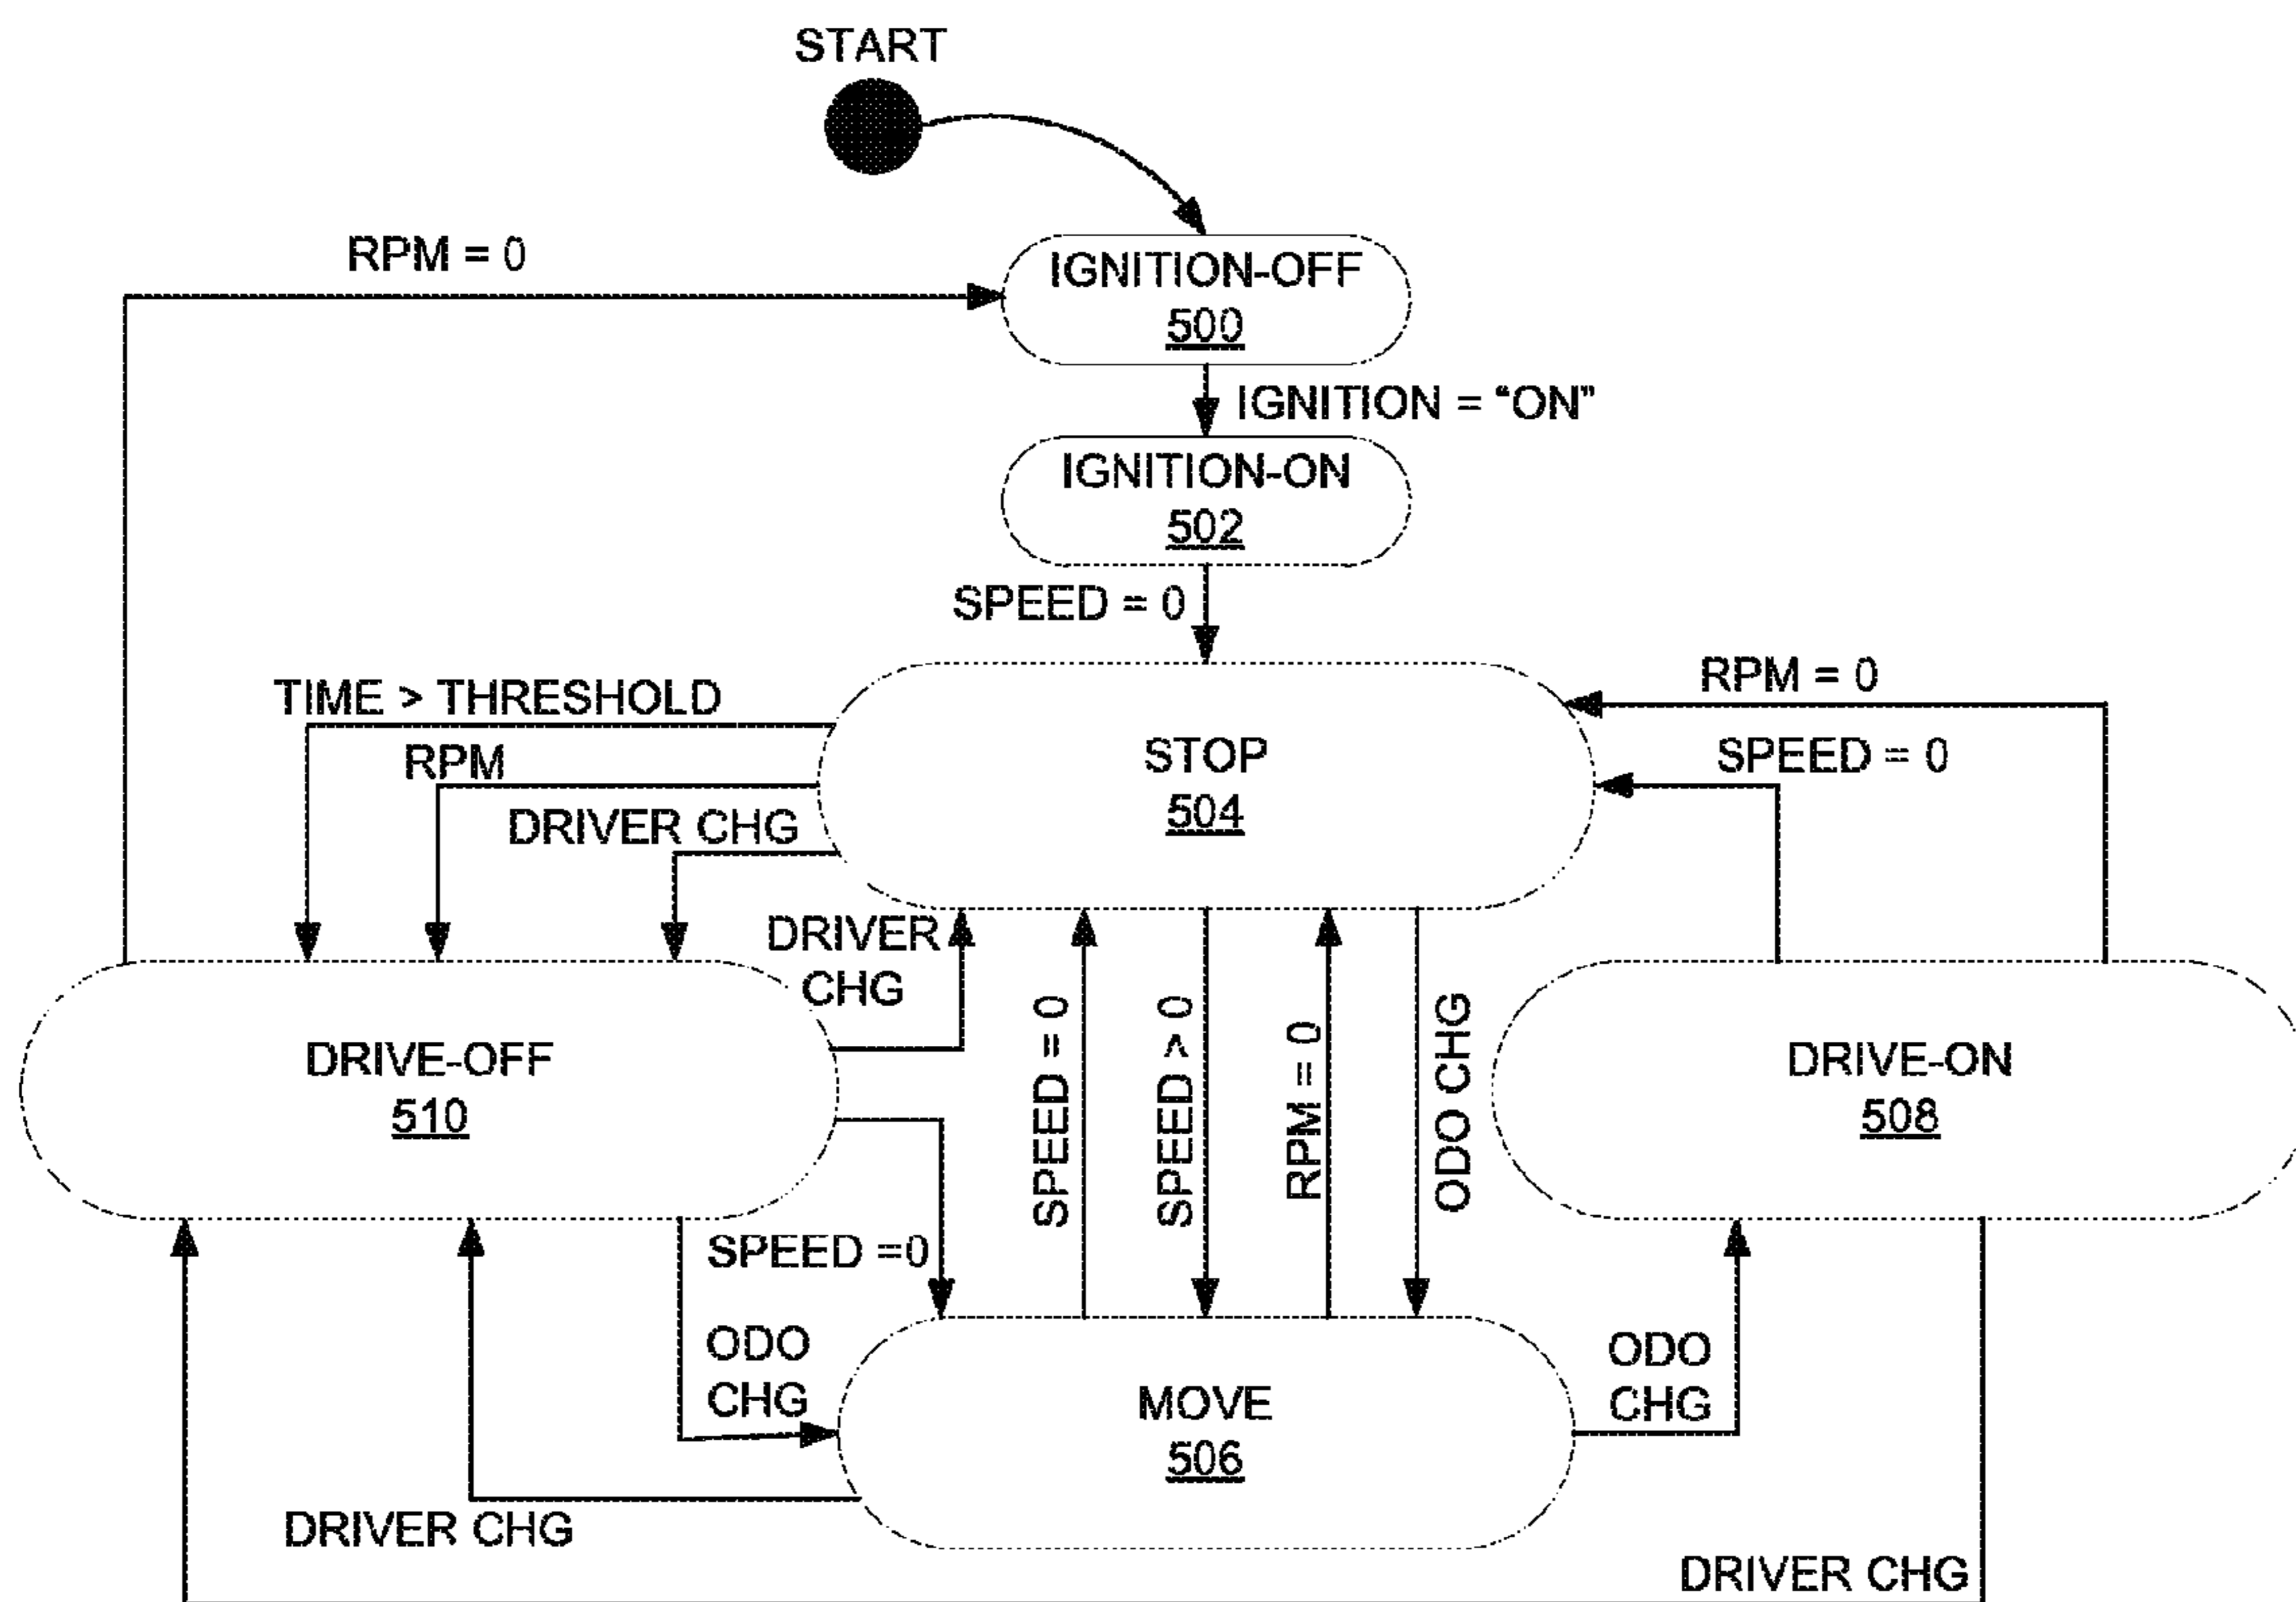 START
RPM = 0
IGNITION-OFF
500
IGNITION = “ON”
IGNITION-ON
502
SPEED = 0
TIME > THRESHOLD
RPM
DRIVER CHG
STOP
504
RPM = 0
SPEED = 0
DRIVER
CHG
DRIVE-OFF
510
SPEED = 0
SPEED > 0
RPM = 0
ODO CHG
DRIVE-ON
508
SPEED =0
ODO
CHG
MOVE
506
ODO
CHG
DRIVER CHG
DRIVER CHG